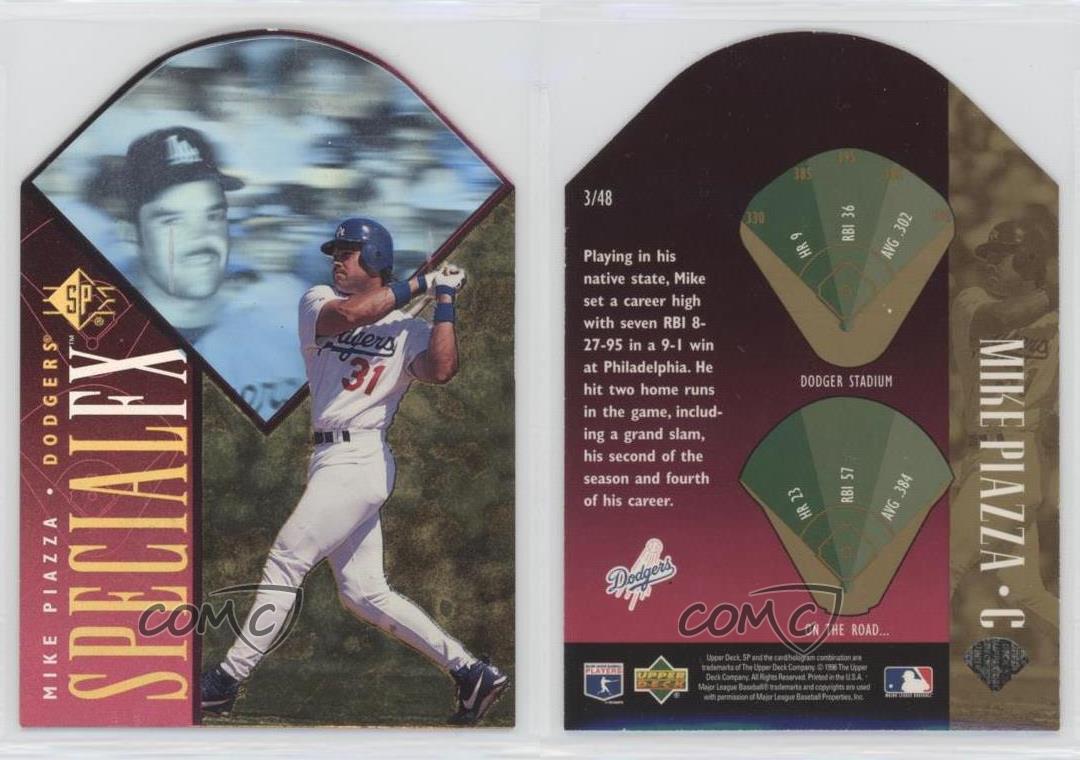 MIKE PIAZZA • DODGERS®
SPECIALFX™
SP
®
LA
Dodgers
31
COMC
3/48
Playing in his
native state, Mike
set a career high
with seven RBI 8-
27-95 in a 9-1 win
at Philadelphia. He
hit two home runs
in the game, includ-
ing a grand slam,
his second of the
season and fourth
of his career.
330
385
395
HR 9
RBI 36
AVG .302
DODGER STADIUM
HR 23
RBI 57
AVG .384
ON THE ROAD...
Dodgers
MIKE PIAZZA • C
COMC
PLAYERS
UPPER
DECK
Upper Deck, SP and the card/hologram combination are
trademarks of The Upper Deck Company. © 1996 The Upper
Deck Company. All Rights Reserved. Printed in the U.S.A.
Major League Baseball® trademarks and copyrights are used
with permission of Major League Baseball Properties, Inc.